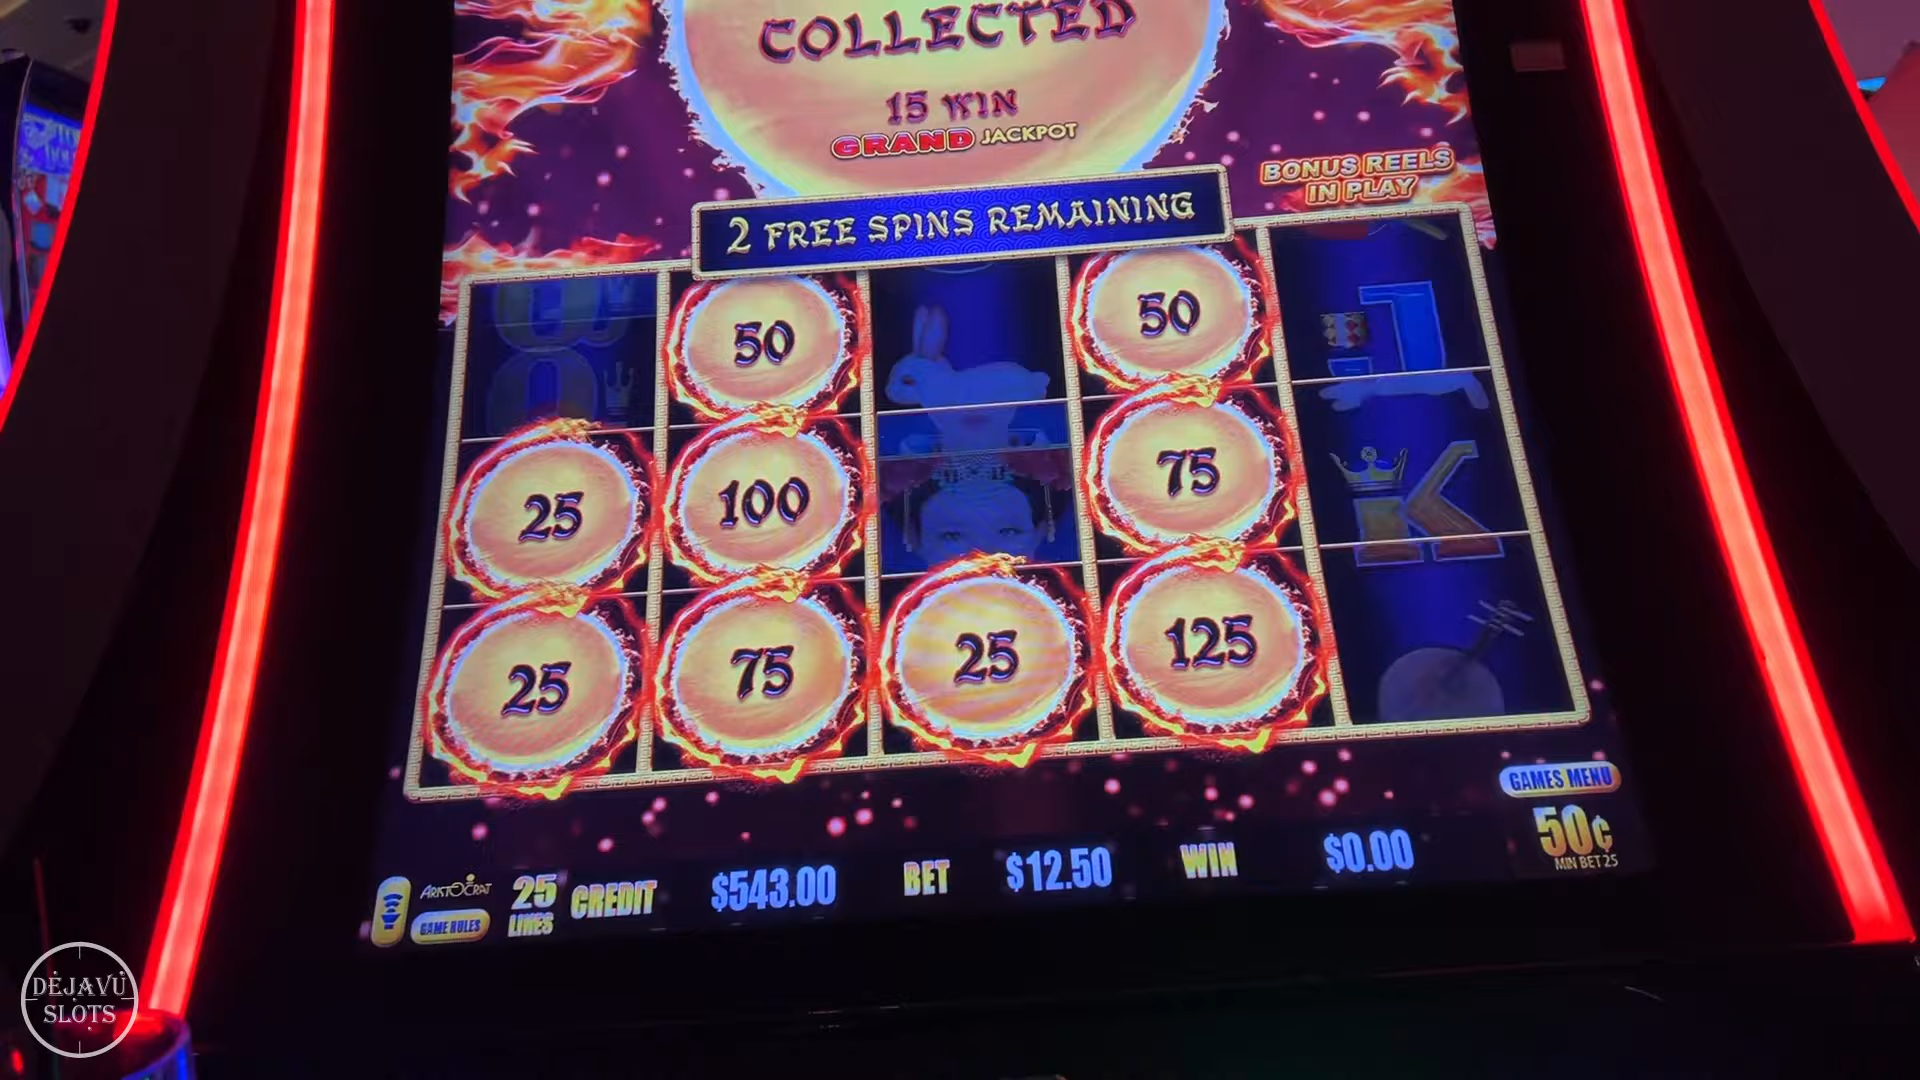 COLLECTED
15 WIN
GRAND JACKPOT
BONUS REELS
IN PLAY
2 FREE SPINS REMAINING
50
50
J
25
100
75
K
25
75
25
125
GAMES MENU
50¢
MIN BET 25
ARISTOCRAT
GAME RULES
25
LINES
CREDIT
$543.00
BET
$12.50
WIN
$0.00
DEJAVU
SLOTS